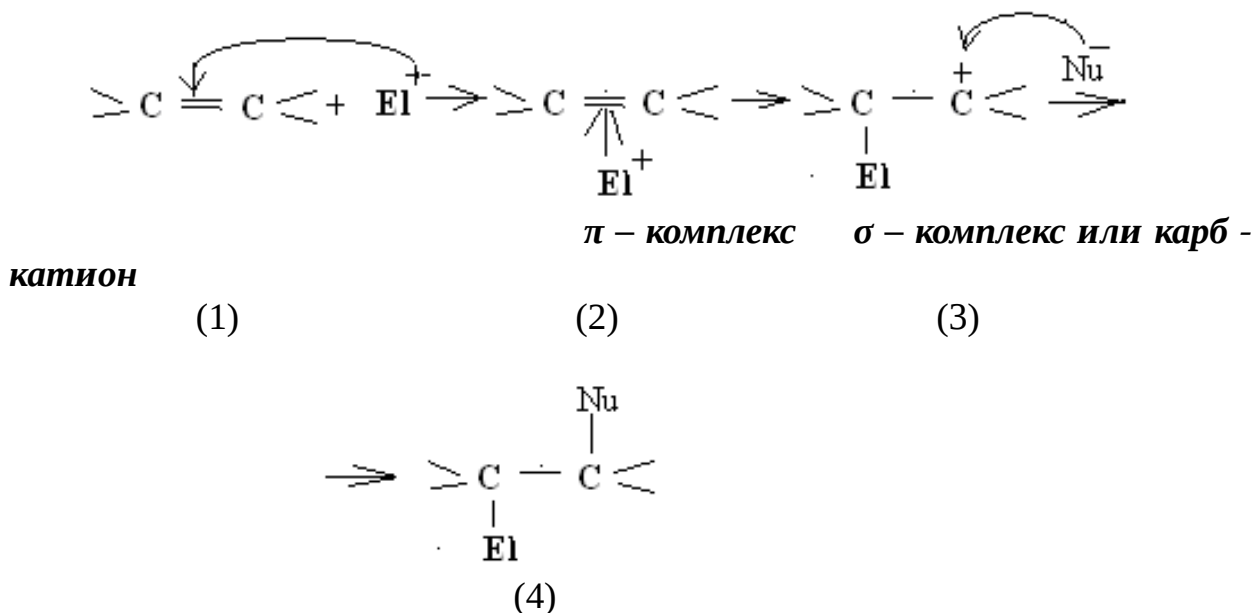 Nu
C = C + El + C = C C — C +
El + El
π – комплекс σ – комплекс или карб -
катион
(1) (2) (3)
Nu
C — C
El
(4)